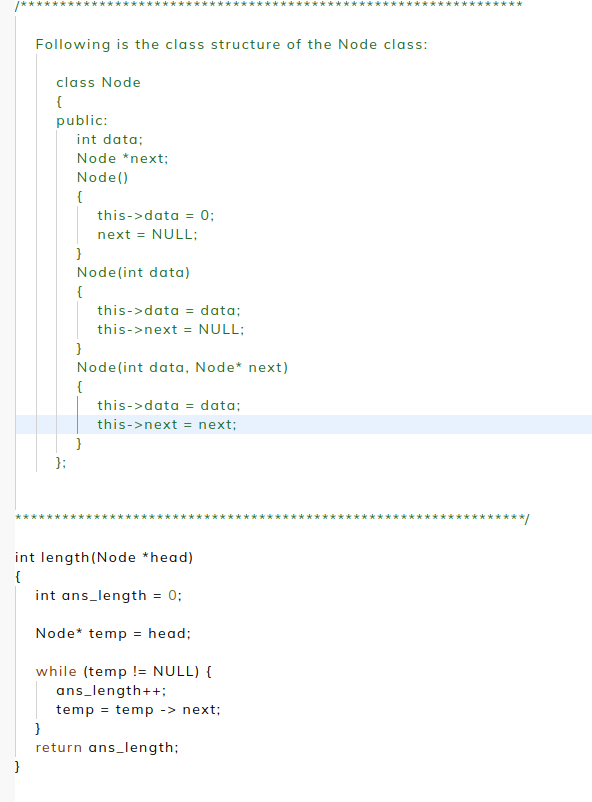 /****************************************************************
Following is the class structure of the Node class:
class Node
{
public:
int data;
Node *next;
Node()
{
this->data = 0;
next = NULL;
}
Node(int data)
{
this->data = data;
this->next = NULL;
}
Node(int data, Node* next)
{
this->data = data;
this->next = next;
}
};
*****************************************************************/
int length(Node *head)
{
int ans_length = 0;
Node* temp = head;
while (temp != NULL) {
ans_length++;
temp = temp -> next;
}
return ans_length;
}